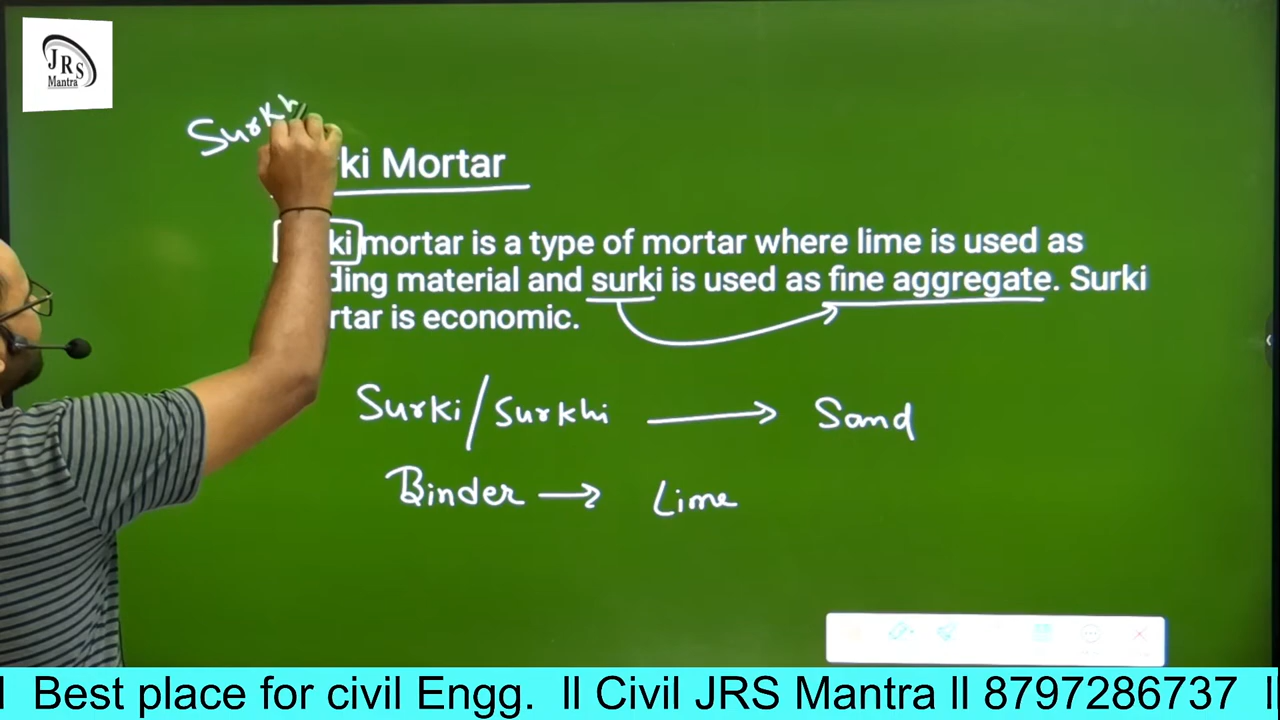 JRS
Mantra
Surkh
ki Mortar
ki mortar is a type of mortar where lime is used as
ding material and surki is used as fine aggregate. Surki
rtar is economic.
Surki/Surkhi → Sand
Binder → Lime
Best place for civil Engg. ll Civil JRS Mantra ll 8797286737